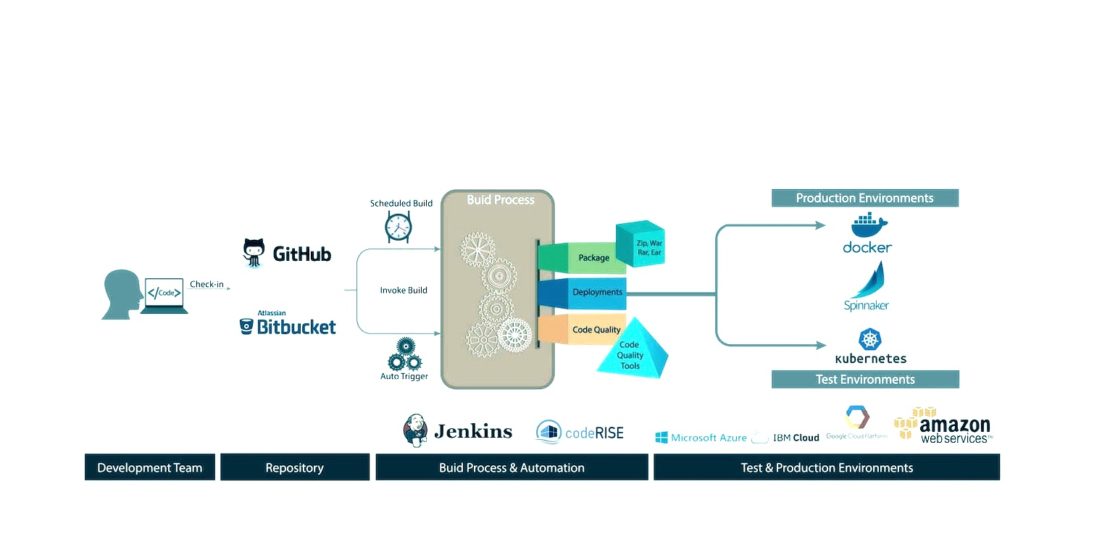 Scheduled Build
Buid Process
Production Environments
docker
Zip, War
Rar, Ear
Package
GitHub
Check-in
</Code>
Invoke Build
Deployments
Spinnaker
Atlassian
Bitbucket
Code Quality
Code
Quality
Tools
kubernetes
Auto Trigger
Test Environments
Jenkins
codeRISE
Microsoft Azure
IBM Cloud
Google Cloud Platform
amazon
web services™
Development Team
Repository
Buid Process & Automation
Test & Production Environments